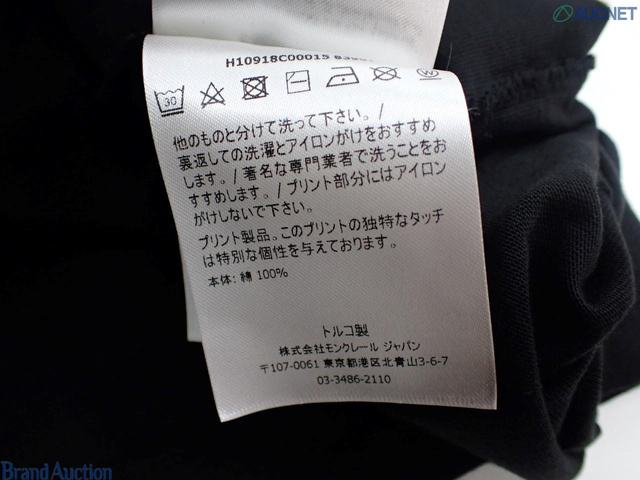 AUCNET
H10918C00015
30
W
他のものと分けて洗って下さい。/
裏返しての洗濯とアイロンがけをおすすめ
します。/著名な専門業者で洗うことをお
すすめします。/プリント部分にはアイロン
がけしないで下さい。
プリント製品。このプリントの独特なタッチ
は特別な個性を与えております。
本体: 綿 100%
トルコ製
株式会社モンクレール ジャパン
〒107-0061 東京都港区北青山3-6-7
03-3486-2110
Brand Auction